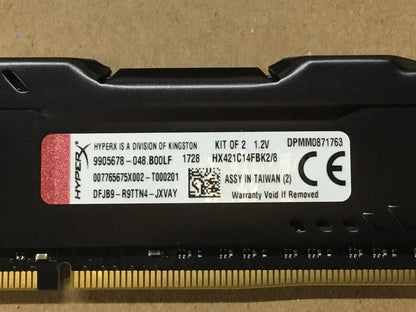 HYPERX
HYPERX IS A DIVISION OF KINGSTON KIT OF 2 1.2V DPMM0871763
9905678-048.B00LF 1728 HX421C14FBK2/8
007765675X002-T000201 ASSY IN TAIWAN (2) CE
DFJB9-R9TTN4-JXVAY Warranty Void If Removed